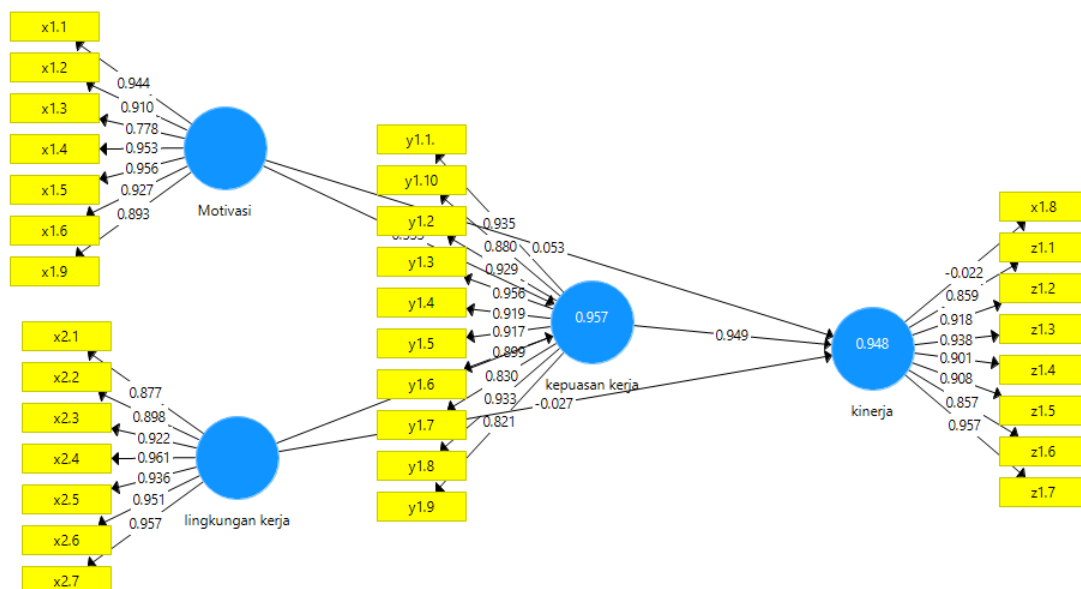 x1.1
x1.2
x1.3
x1.4
x1.5
x1.6
x1.9
0.944
0.910
0.778
0.953
0.956
0.927
0.893
Motivasi
x2.1
x2.2
x2.3
x2.4
x2.5
x2.6
x2.7
0.877
0.898
0.922
0.961
0.936
0.951
0.957
lingkungan kerja
y1.1.
y1.10
y1.2
y1.3
y1.4
y1.5
y1.6
y1.7
y1.8
y1.9
0.935
0.880
0.929
0.956
0.919
0.917
0.899
0.830
0.933
0.821
0.957
kepuasan kerja
0.053
0.949
-0.027
0.948
kinerja
-0.022
0.859
0.918
0.938
0.901
0.908
0.857
0.957
x1.8
z1.1
z1.2
z1.3
z1.4
z1.5
z1.6
z1.7